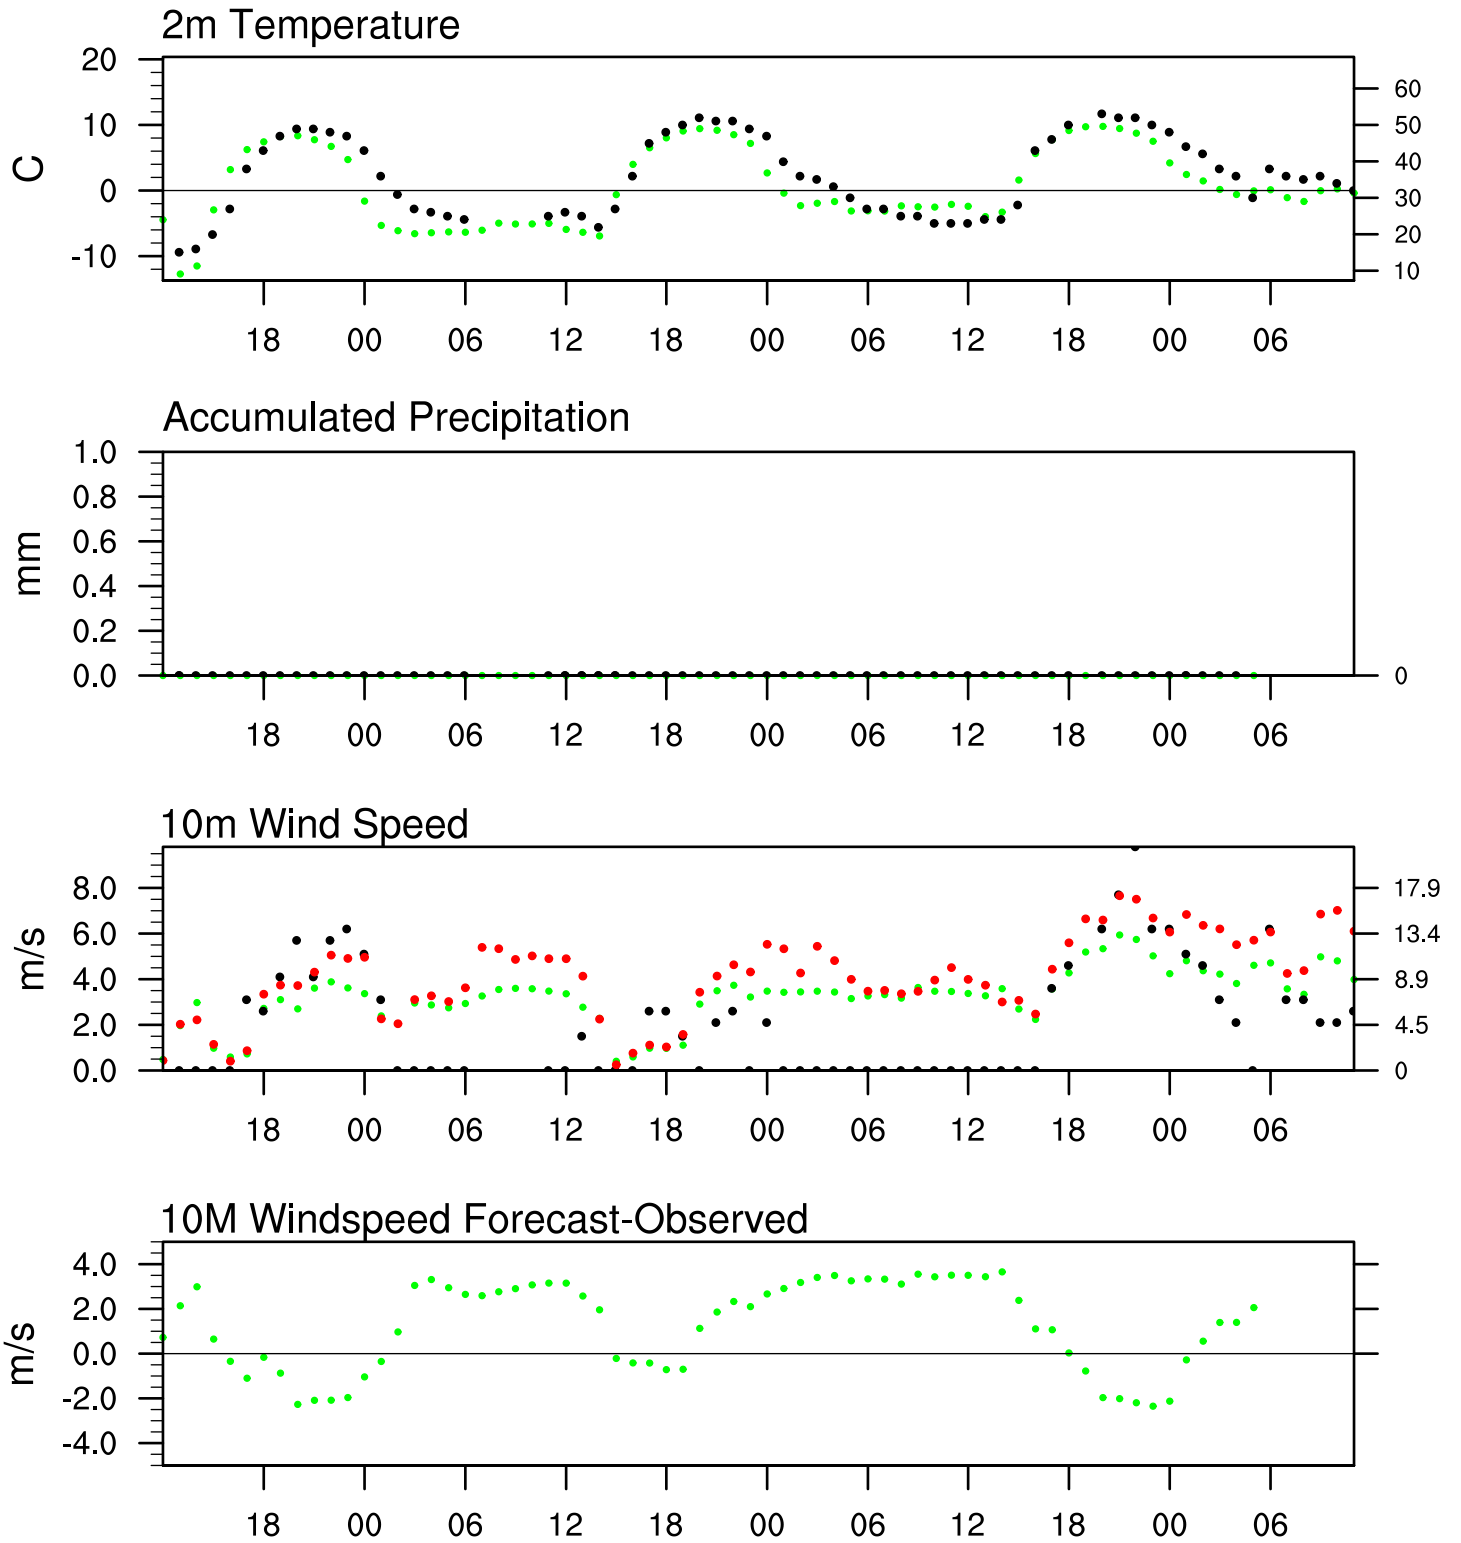 2m Temperature
20
10
0
-10
C
60
50
40
30
20
10
18 00 06 12 18 00 06 12 18 00 06
Accumulated Precipitation
1.0
0.8
0.6
0.4
0.2
0.0
mm
0
18 00 06 12 18 00 06 12 18 00 06
10m Wind Speed
8.0
6.0
4.0
2.0
0.0
m/s
17.9
13.4
8.9
4.5
0
18 00 06 12 18 00 06 12 18 00 06
10M Windspeed Forecast-Observed
4.0
2.0
0.0
-2.0
-4.0
m/s
18 00 06 12 18 00 06 12 18 00 06